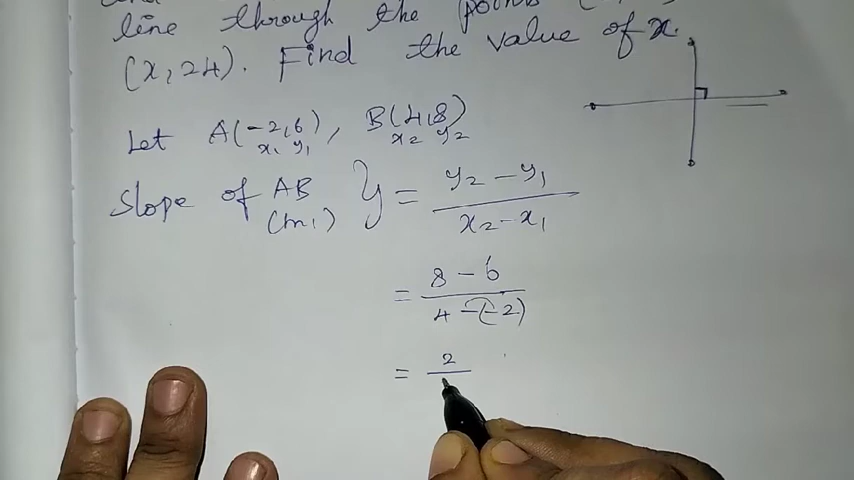 line through the points
(x, 24). Find the value of x.
Let A(-2,6), B(4,8)
x₁ y₁ x₂ y₂
Slope of AB (m₁) = y₂ - y₁ / x₂ - x₁
= 8 - 6 / 4 - (-2)
= 2 /